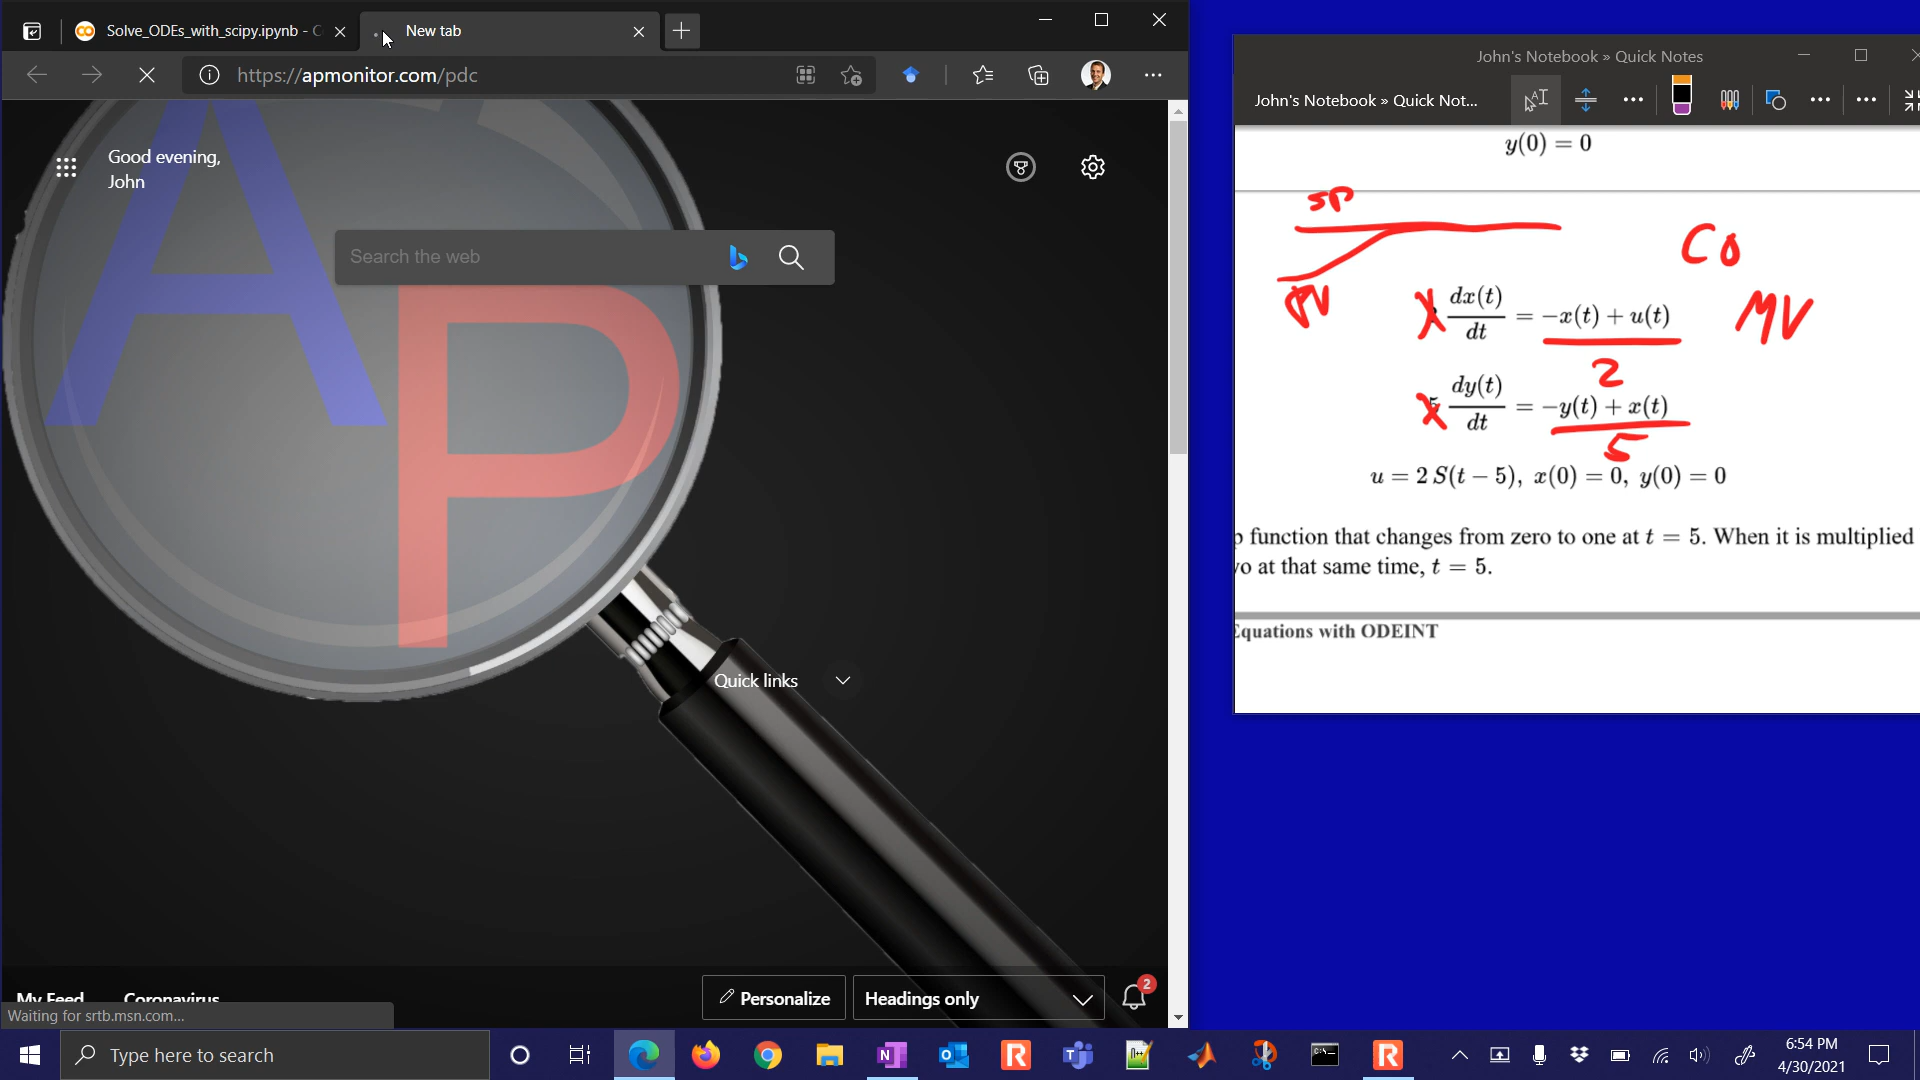 Solve_ODEs_with_scipy.ipynb - C
New tab
https://apmonitor.com/pdc
Good evening,
John
Search the web
A
P
Quick links
My Feed
Coronavirus
Personalize
Headings only
2
Waiting for srtb.msn.com...
John's Notebook » Quick Notes
John's Notebook » Quick Not...
y(0) = 0
SP
CO
PV
dx(t)/dt = -x(t) + u(t)
MV
2
5 dy(t)/dt = -y(t) + x(t)
5
u = 2 S(t − 5), x(0) = 0, y(0) = 0
p function that changes from zero to one at t = 5. When it is multiplied
vo at that same time, t = 5.
Equations with ODEINT
Type here to search
6:54 PM
4/30/2021